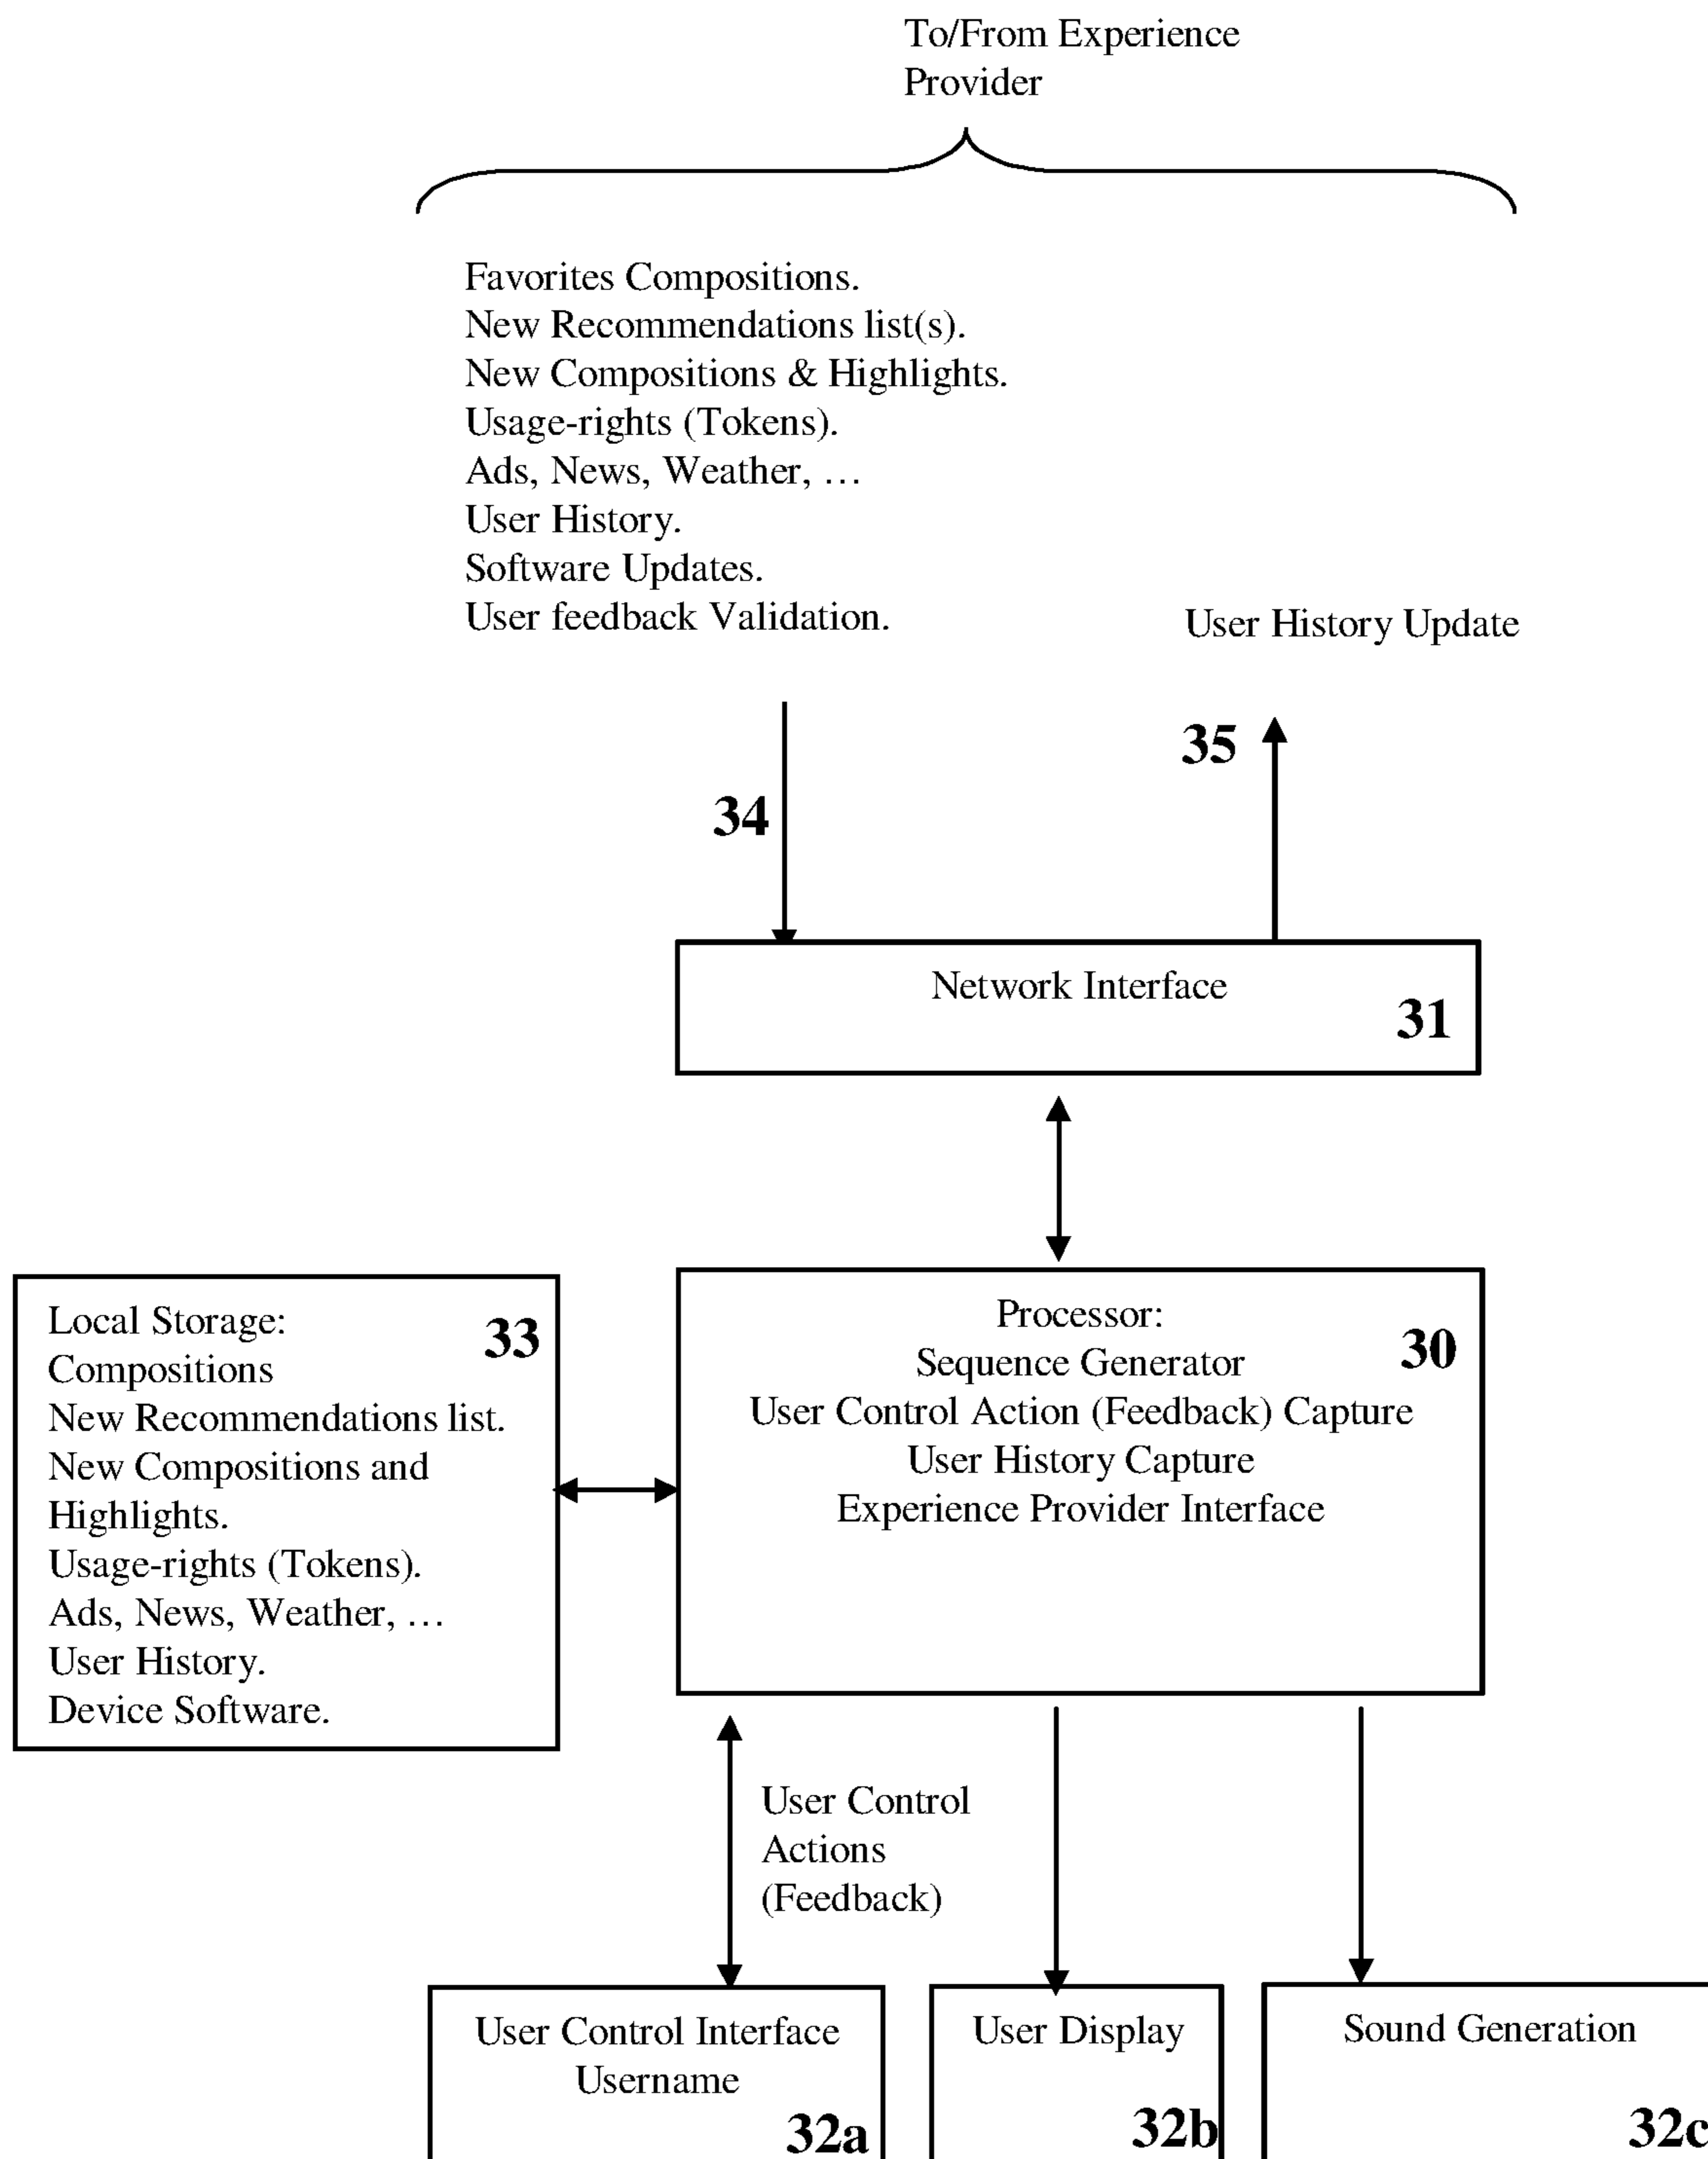 To/From Experience
Provider
Favorites Compositions.
New Recommendations list(s).
New Compositions & Highlights.
Usage-rights (Tokens).
Ads, News, Weather, …
User History.
Software Updates.
User feedback Validation.
User History Update
35
34
Network Interface
31
Local Storage:
33
Compositions
New Recommendations list.
New Compositions and
Highlights.
Usage-rights (Tokens).
Ads, News, Weather, …
User History.
Device Software.
Processor:
30
Sequence Generator
User Control Action (Feedback) Capture
User History Capture
Experience Provider Interface
User Control
Actions
(Feedback)
User Control Interface
Username
32a
User Display
32b
Sound Generation
32c